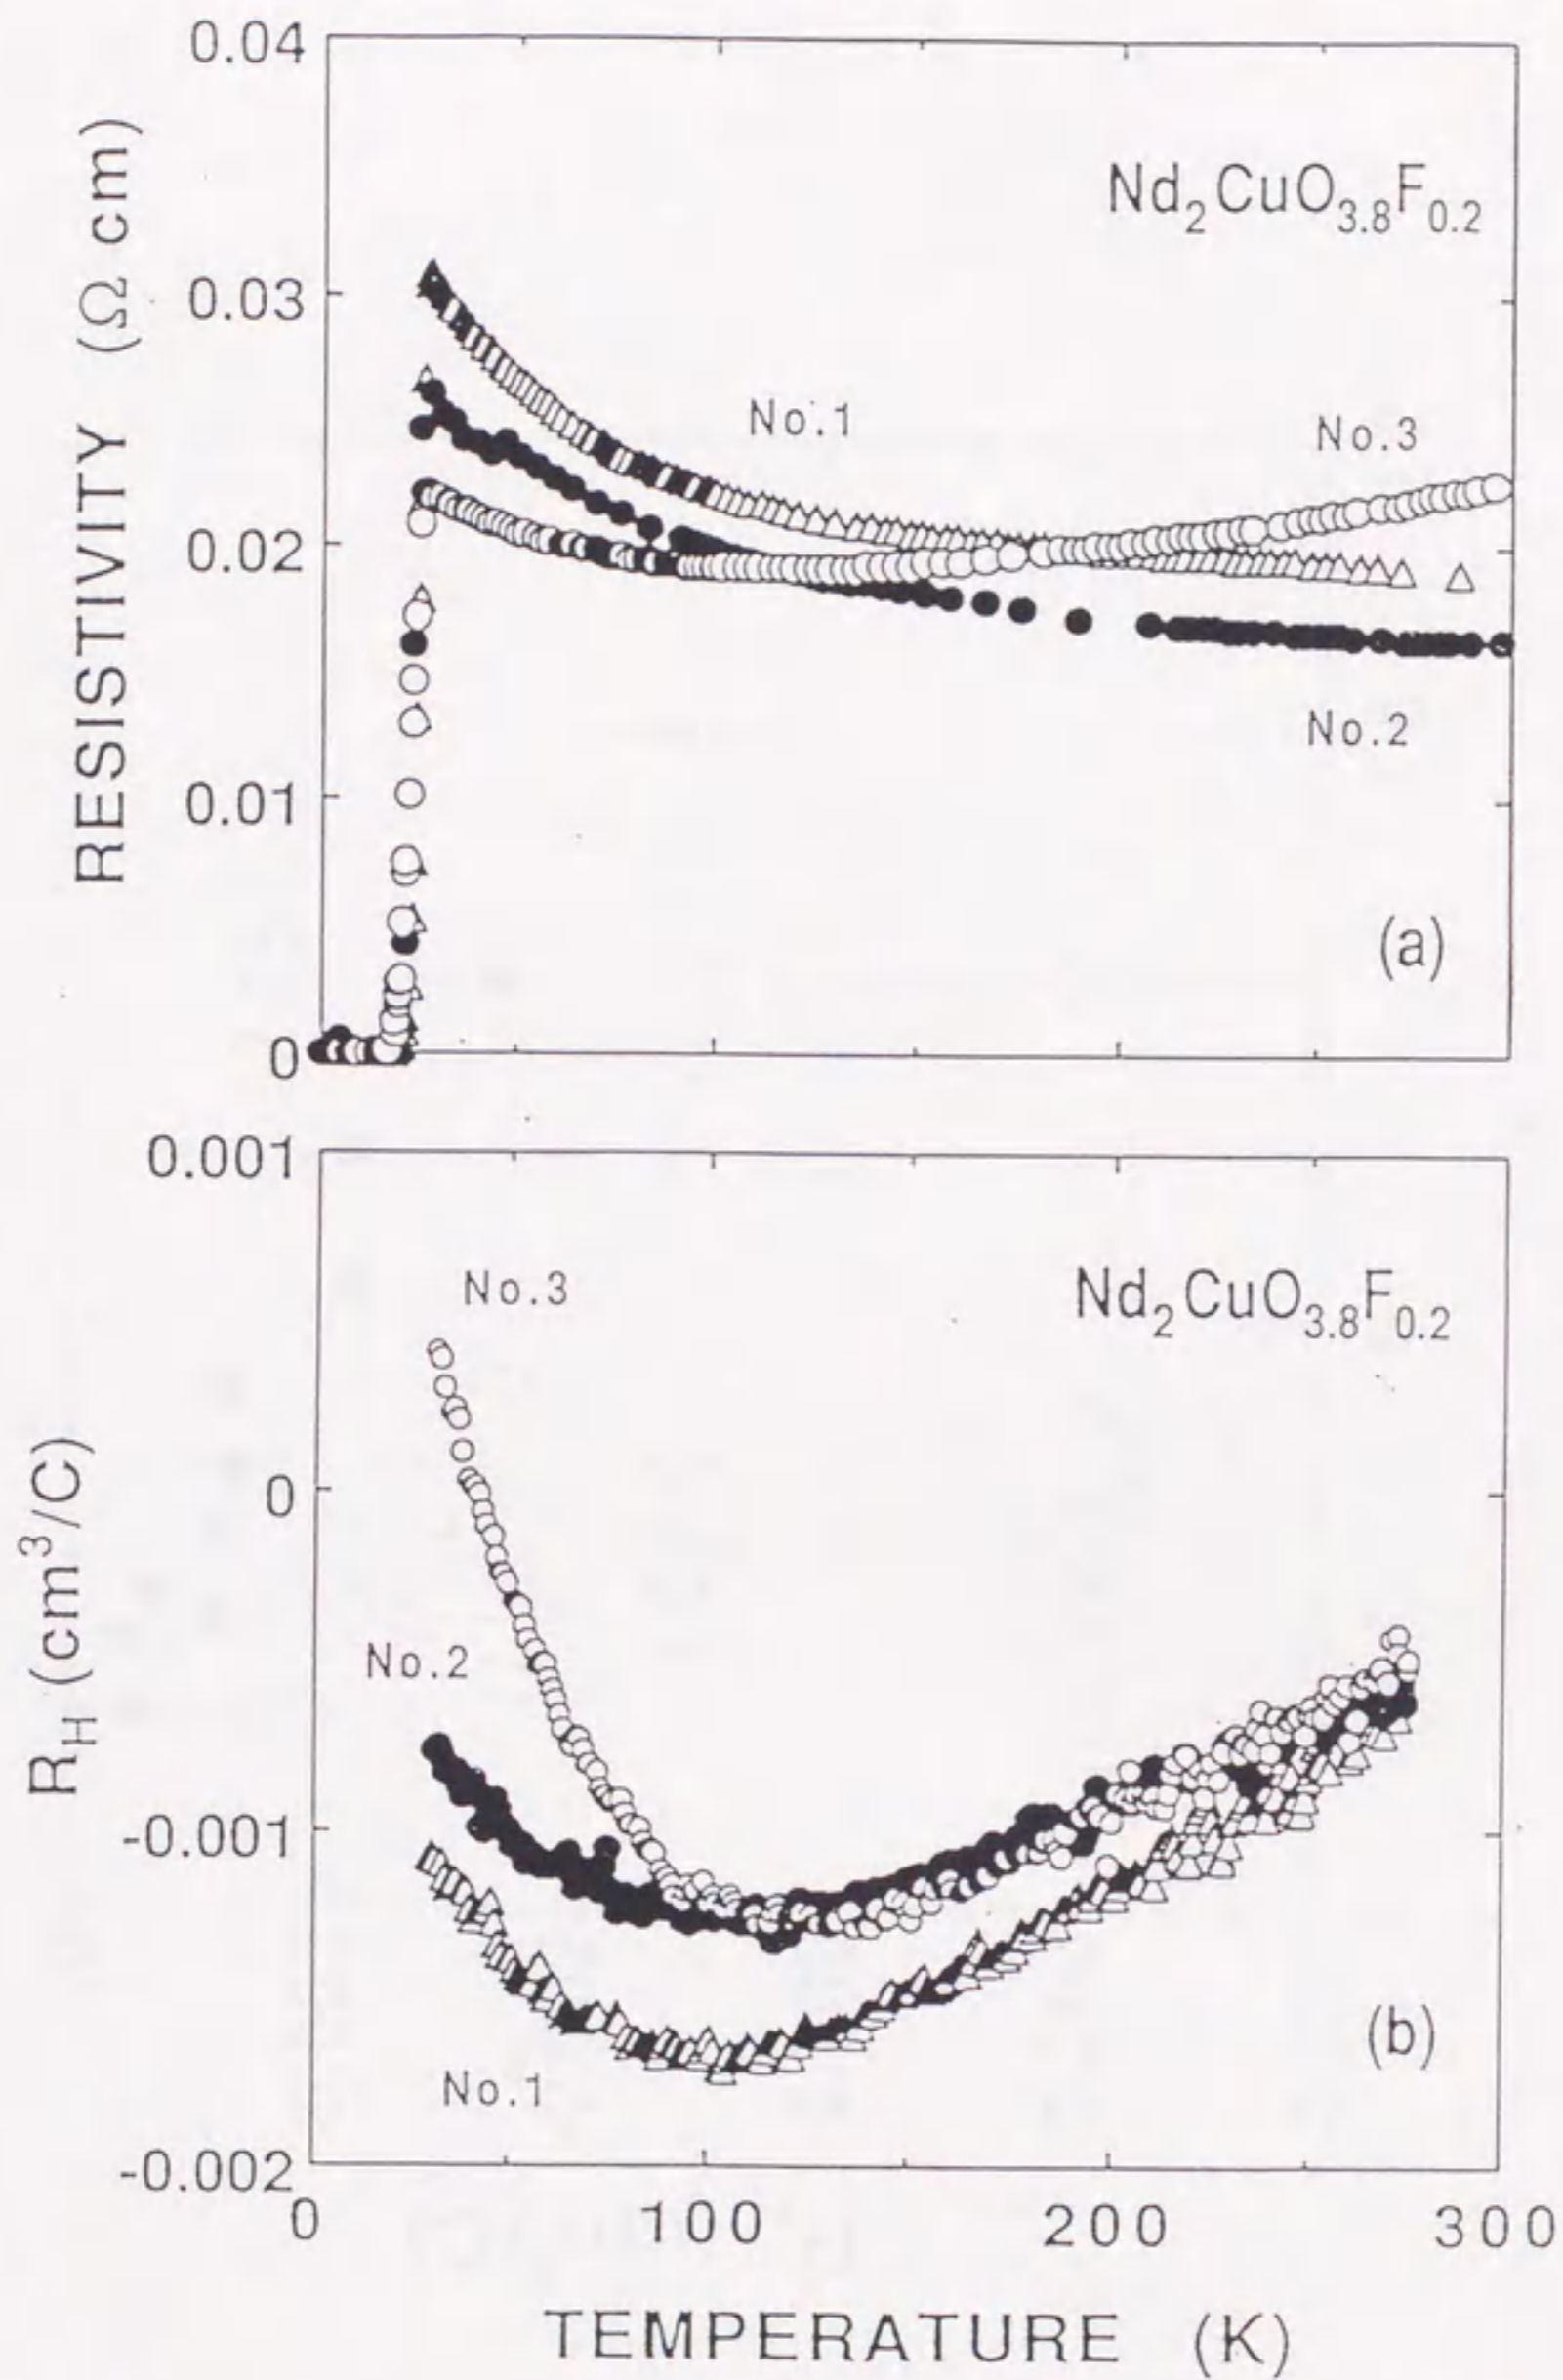 0.04
Nd₂CuO₃.₈F₀.₂
0.03
No.1
No.3
RESISTIVITY (Ω cm)
0.02
No.2
0.01
(a)
0
0.001
No.3
Nd₂CuO₃.₈F₀.₂
0
R_H (cm³/C)
No.2
-0.001
(b)
No.1
-0.002
0 100 200 300
TEMPERATURE (K)